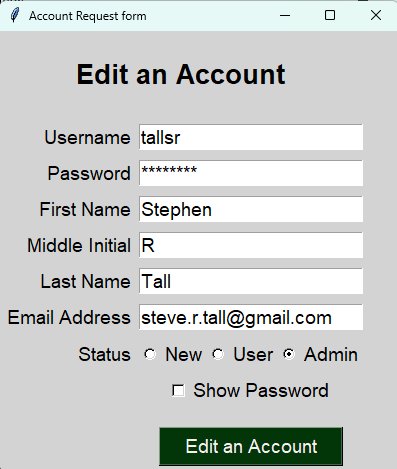 Account Request form
Edit an Account
Username tallsr
Password ********
First Name Stephen
Middle Initial R
Last Name Tall
Email Address steve.r.tall@gmail.com
Status New User Admin
Show Password
Edit an Account